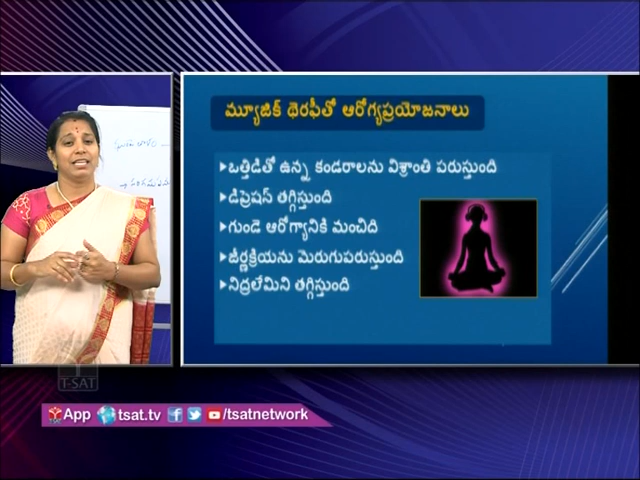 మ్యూజిక్ థెరఫీతో ఆరోగ్యప్రయోజనాలు
➤ఒత్తిడితో ఉన్న కండరాలను విశ్రాంతి పరుస్తుంది
➤డిప్రెషన్ తగ్గిస్తుంది
➤గుండె ఆరోగ్యానికి మంచిది
➤జీర్ణక్రియను మెరుగుపరుస్తుంది
➤నిద్రలేమిని తగ్గిస్తుంది
T-SAT
App tsat.tv /tsatnetwork